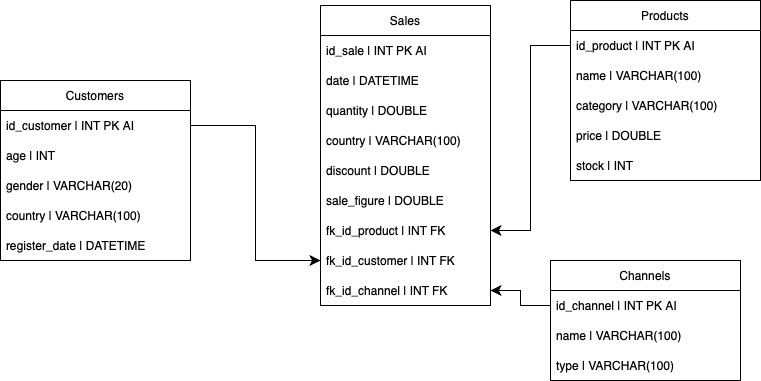 Customers
id_customer | INT PK AI
age | INT
gender | VARCHAR(20)
country | VARCHAR(100)
register_date | DATETIME
Sales
id_sale | INT PK AI
date | DATETIME
quantity | DOUBLE
country | VARCHAR(100)
discount | DOUBLE
sale_figure | DOUBLE
fk_id_product | INT FK
fk_id_customer | INT FK
fk_id_channel | INT FK
Products
id_product | INT PK AI
name | VARCHAR(100)
category | VARCHAR(100)
price | DOUBLE
stock | INT
Channels
id_channel | INT PK AI
name | VARCHAR(100)
type | VARCHAR(100)